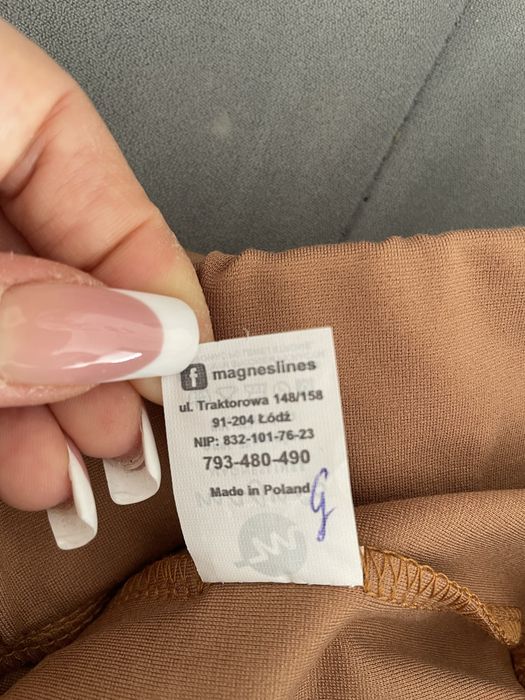 f magneslines
ul. Traktorowa 148/158
91-204 Łódź
NIP: 832-101-76-23
793-480-490
Made in Poland